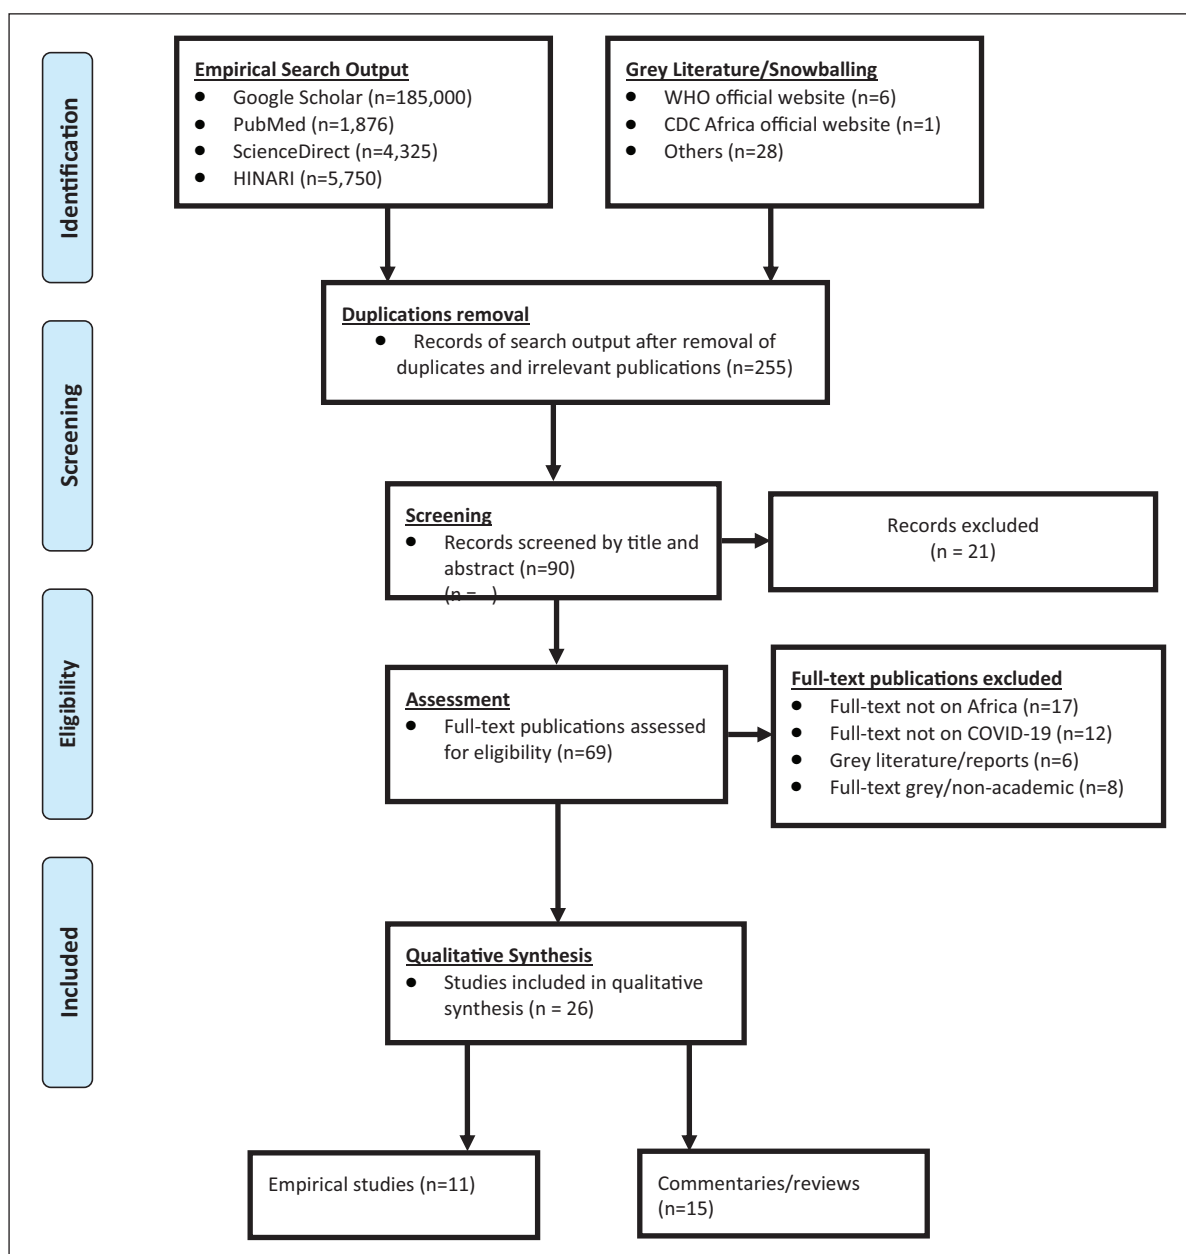 Identification
Empirical Search Output
● Google Scholar (n=185,000)
● PubMed (n=1,876)
● ScienceDirect (n=4,325)
● HINARI (n=5,750)
Grey Literature/Snowballing
● WHO official website (n=6)
● CDC Africa official website (n=1)
● Others (n=28)
Duplications removal
● Records of search output after removal of
duplicates and irrelevant publications (n=255)
Screening
Screening
● Records screened by title and
abstract (n=90)
(n = )
Records excluded
(n = 21)
Eligibility
Assessment
● Full-text publications assessed
for eligibility (n=69)
Full-text publications excluded
● Full-text not on Africa (n=17)
● Full-text not on COVID-19 (n=12)
● Grey literature/reports (n=6)
● Full-text grey/non-academic (n=8)
Included
Qualitative Synthesis
● Studies included in qualitative
synthesis (n = 26)
Empirical studies (n=11)
Commentaries/reviews
(n=15)